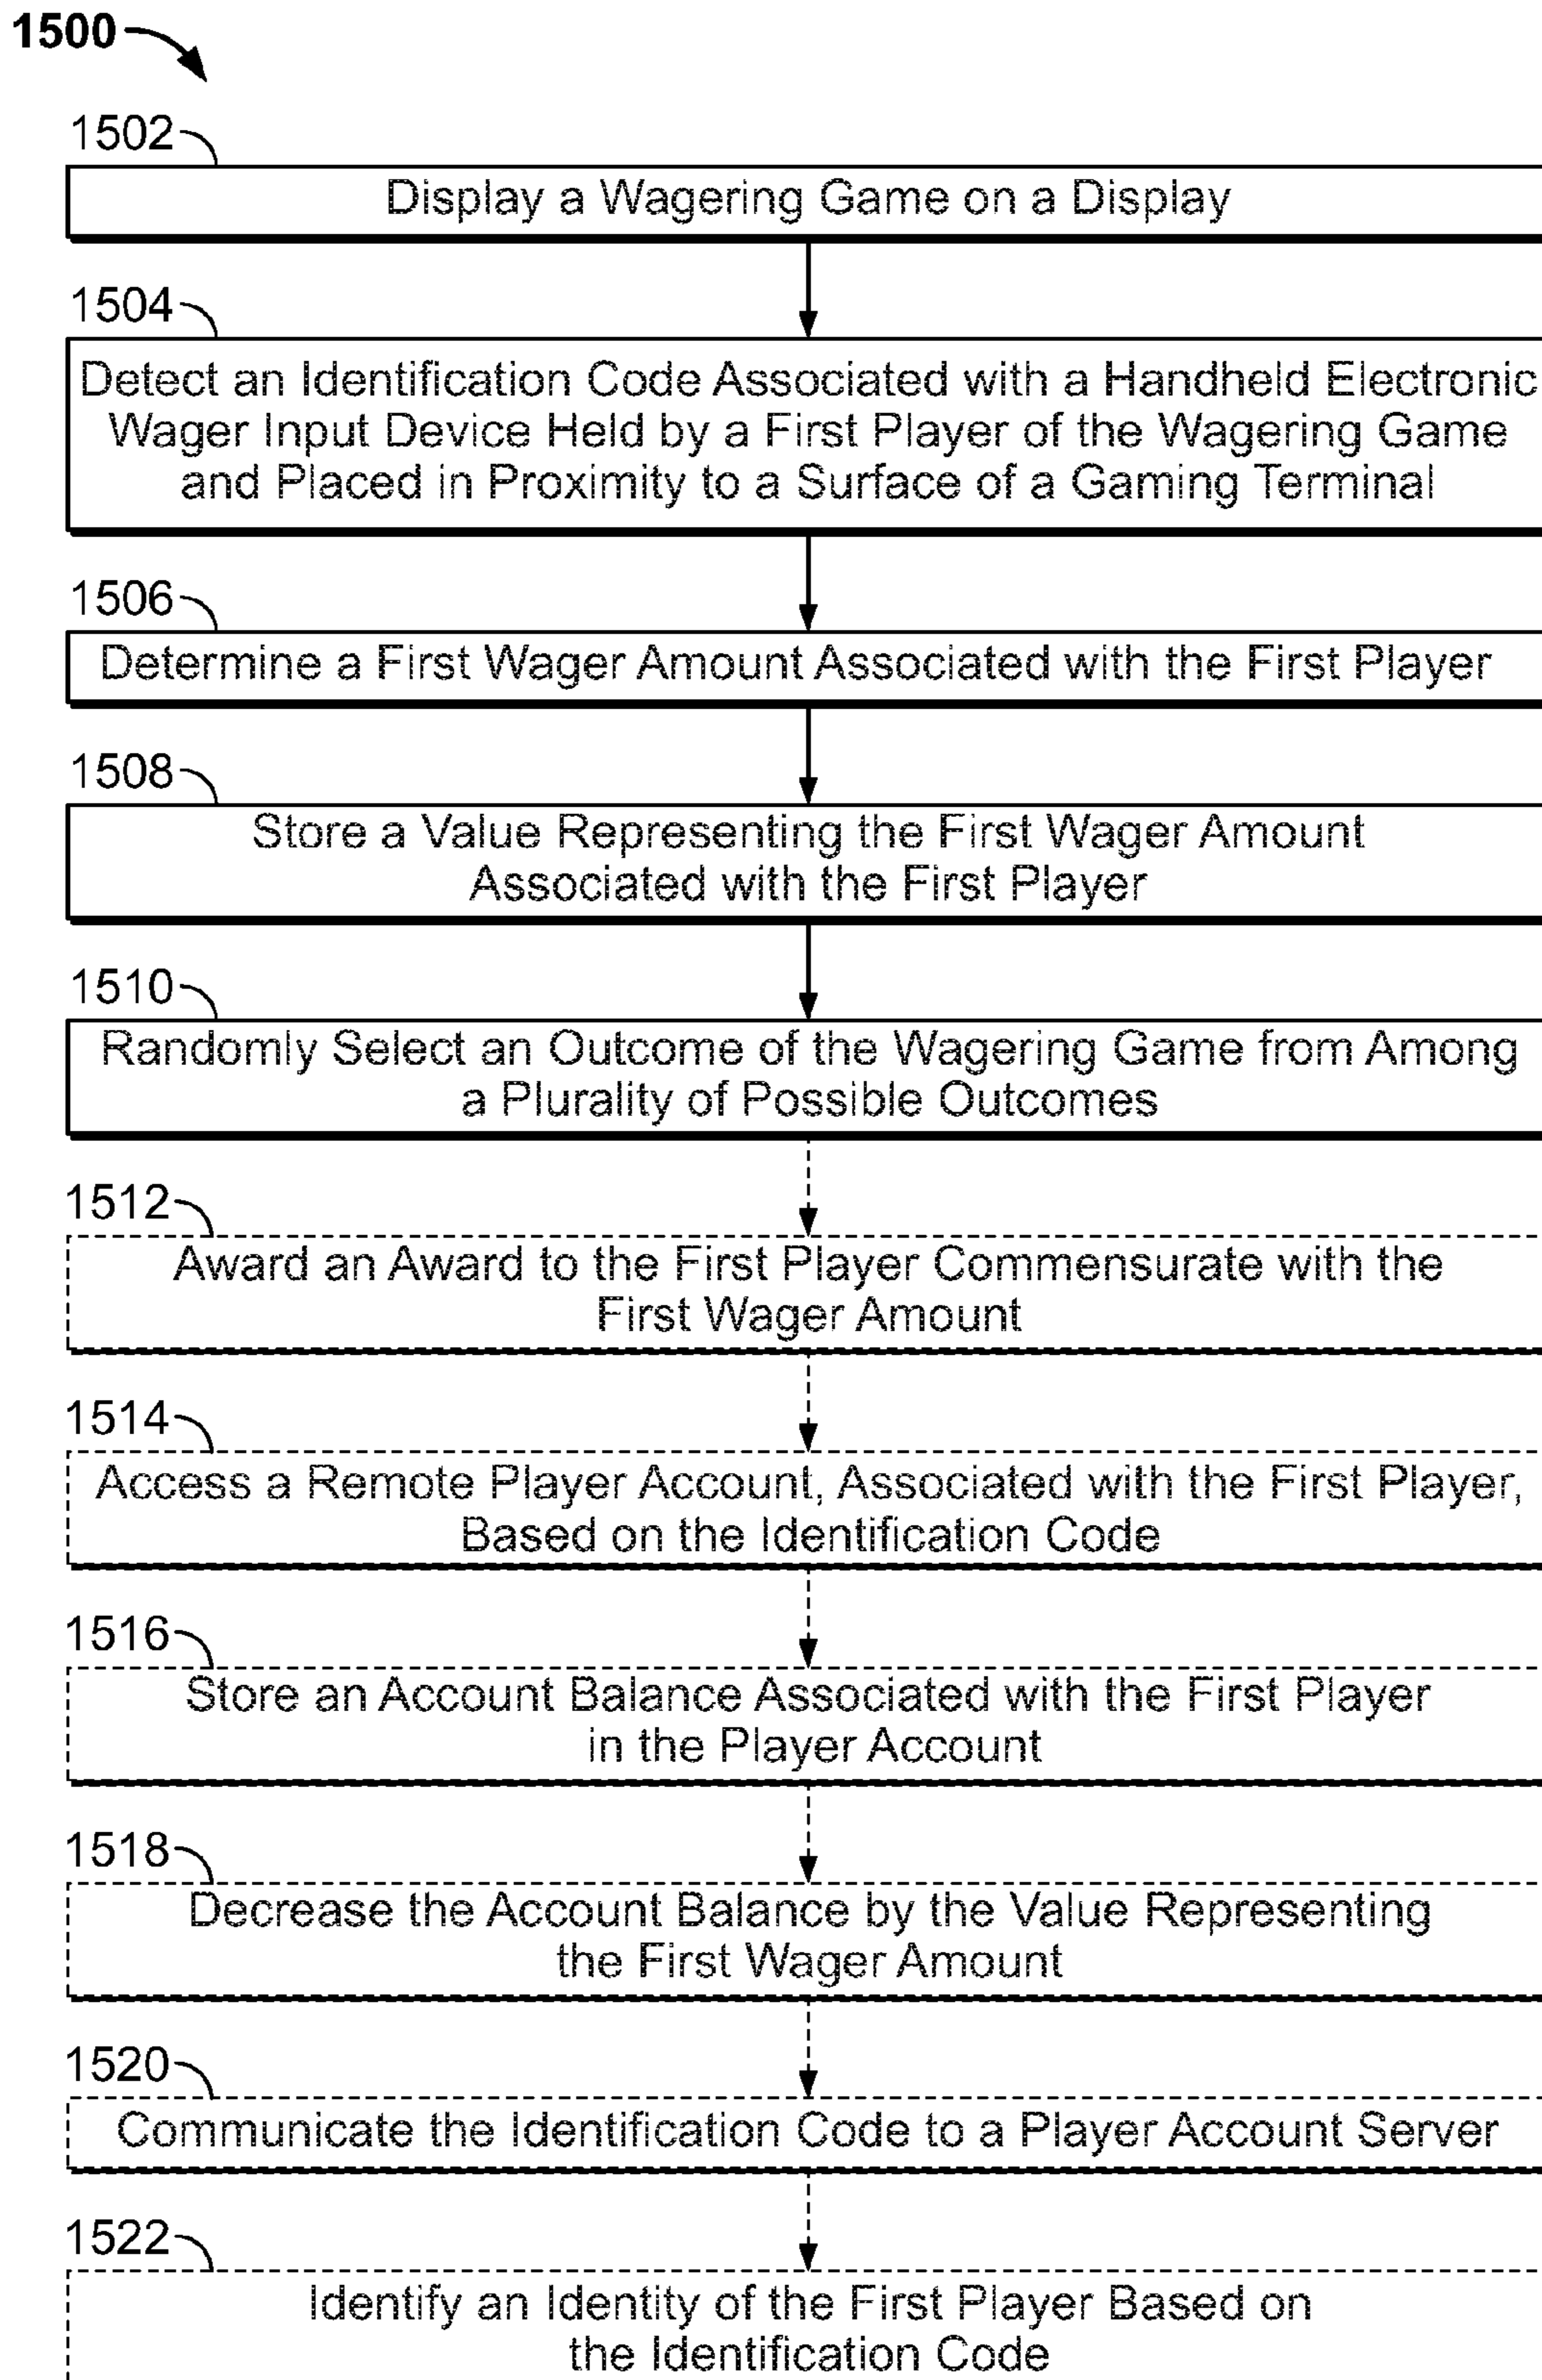 1500
1502
Display a Wagering Game on a Display
1504
Detect an Identification Code Associated with a Handheld Electronic
Wager Input Device Held by a First Player of the Wagering Game
and Placed in Proximity to a Surface of a Gaming Terminal
1506
Determine a First Wager Amount Associated with the First Player
1508
Store a Value Representing the First Wager Amount
Associated with the First Player
1510
Randomly Select an Outcome of the Wagering Game from Among
a Plurality of Possible Outcomes
1512
Award an Award to the First Player Commensurate with the
First Wager Amount
1514
Access a Remote Player Account, Associated with the First Player,
Based on the Identification Code
1516
Store an Account Balance Associated with the First Player
in the Player Account
1518
Decrease the Account Balance by the Value Representing
the First Wager Amount
1520
Communicate the Identification Code to a Player Account Server
1522
Identify an Identity of the First Player Based on
the Identification Code